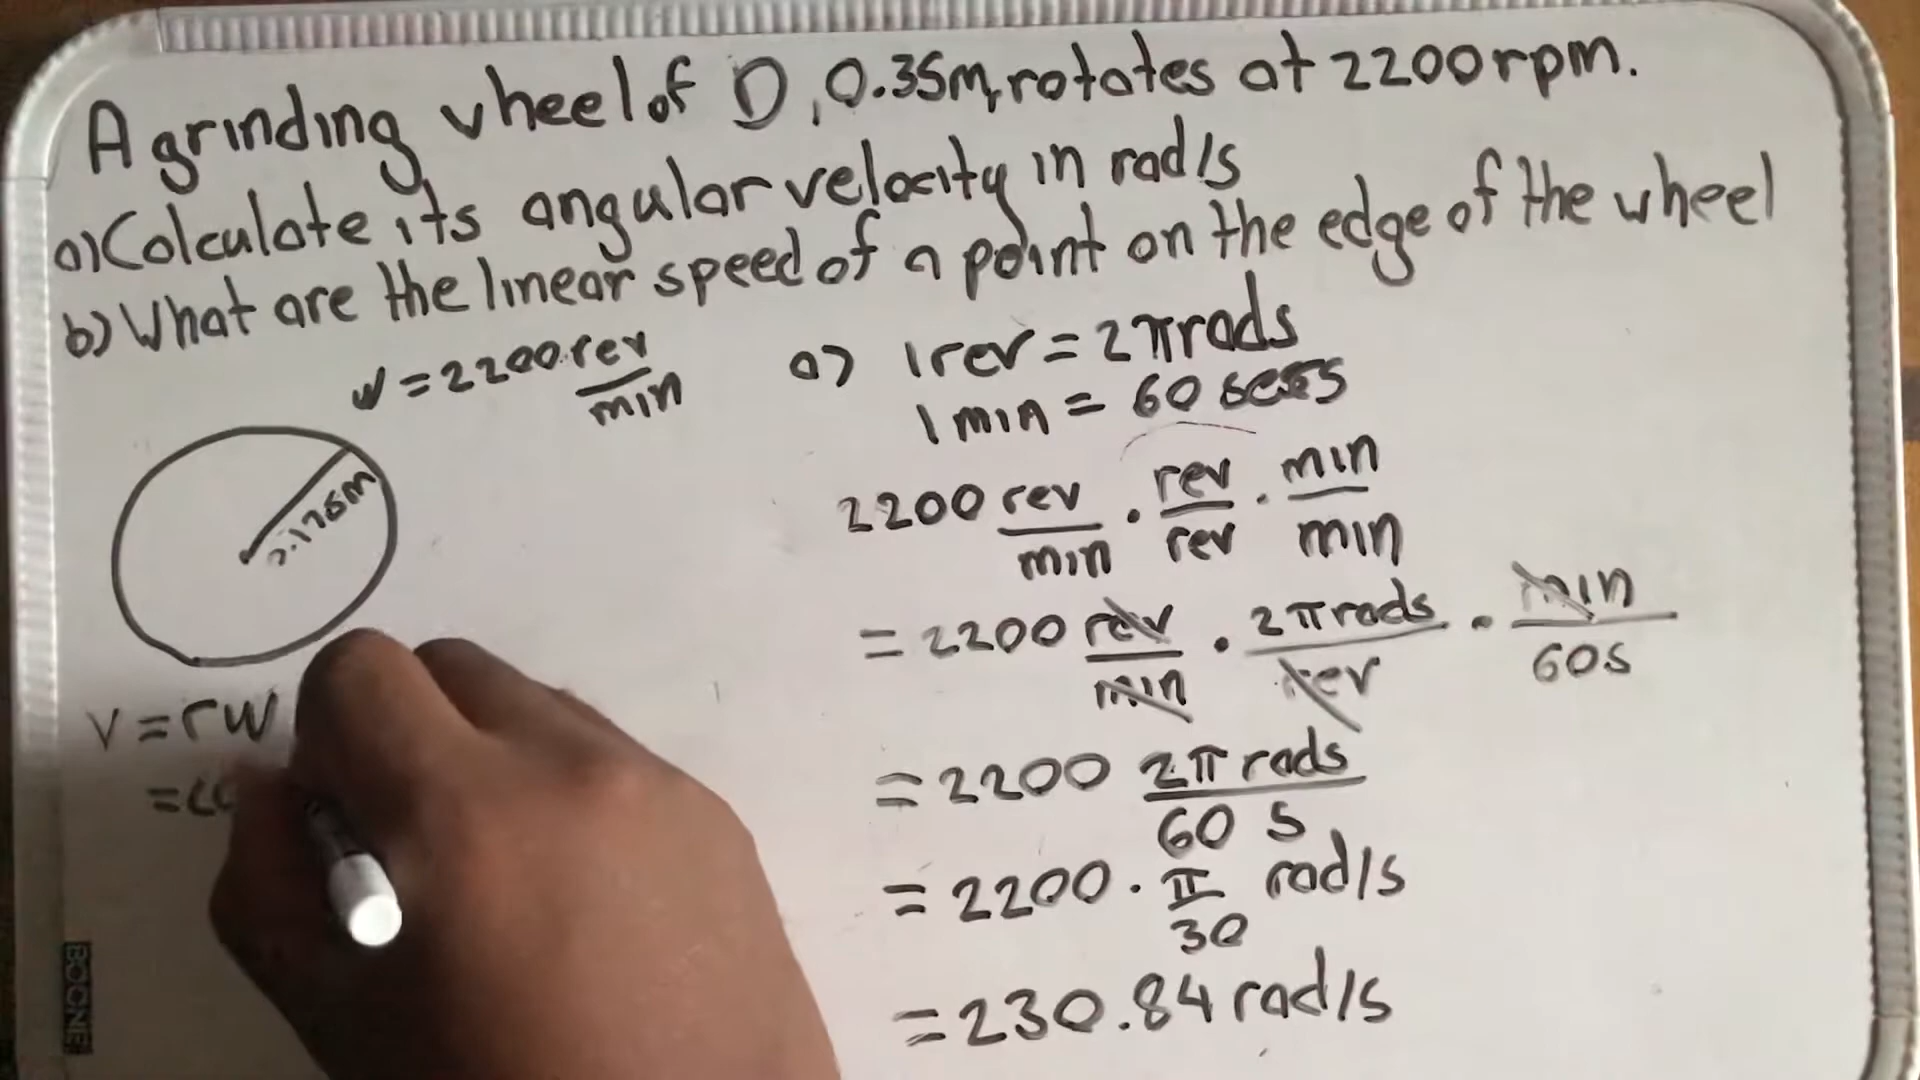 A grinding wheel of D, 0.35m, rotates at 2200rpm.
a) Calculate its angular velocity in rad/s
b) What are the linear speed of a point on the edge of the wheel
w = 2200 rev/min
a) 1 rev = 2π rads
1 min = 60 secs
2200 rev/min · rev/rev · min/min
= 2200 rev/min · 2π rads/rev · min/60s
= 2200 2π rads/60 s
= 2200 · π/30 rad/s
= 230.84 rad/s
0.175m
V = rw
=
BOONE